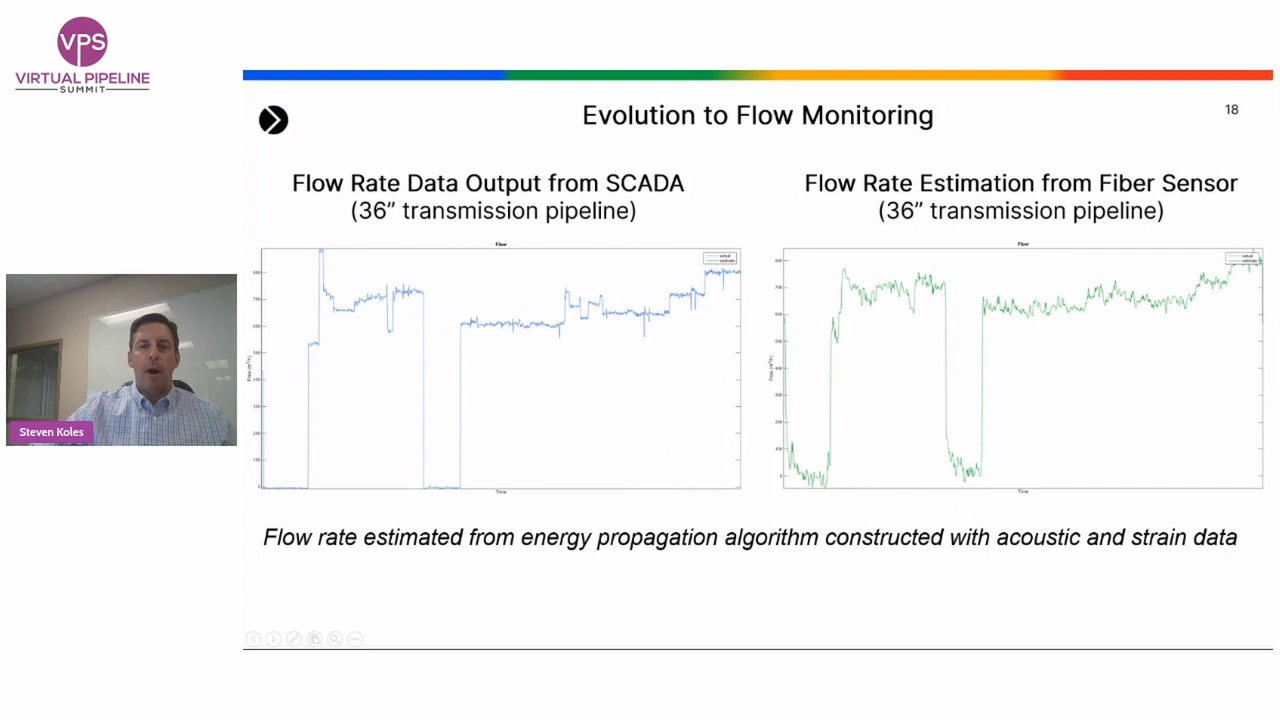 VPS
VIRTUAL PIPELINE
SUMMIT
Evolution to Flow Monitoring
18
Flow Rate Data Output from SCADA
(36” transmission pipeline)
Flow Rate Estimation from Fiber Sensor
(36” transmission pipeline)
Flow
Flow
Time
Time
Steven Koles
Flow rate estimated from energy propagation algorithm constructed with acoustic and strain data